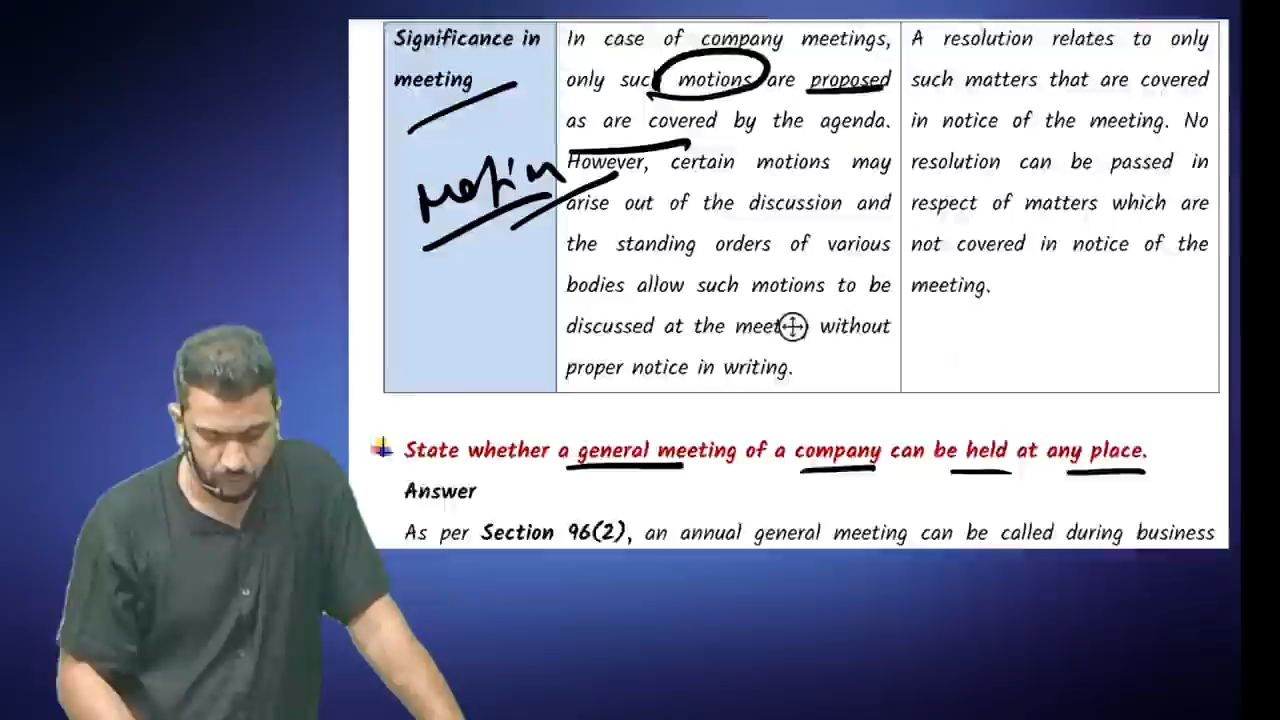 Significance in
meeting
In case of company meetings,
only such motions are proposed
as are covered by the agenda.
However, certain motions may
arise out of the discussion and
the standing orders of various
bodies allow such motions to be
discussed at the meet without
proper notice in writing.
A resolution relates to only
such matters that are covered
in notice of the meeting. No
resolution can be passed in
respect of matters which are
not covered in notice of the
meeting.
motion
State whether a general meeting of a company can be held at any place.
Answer
As per Section 96(2), an annual general meeting can be called during business